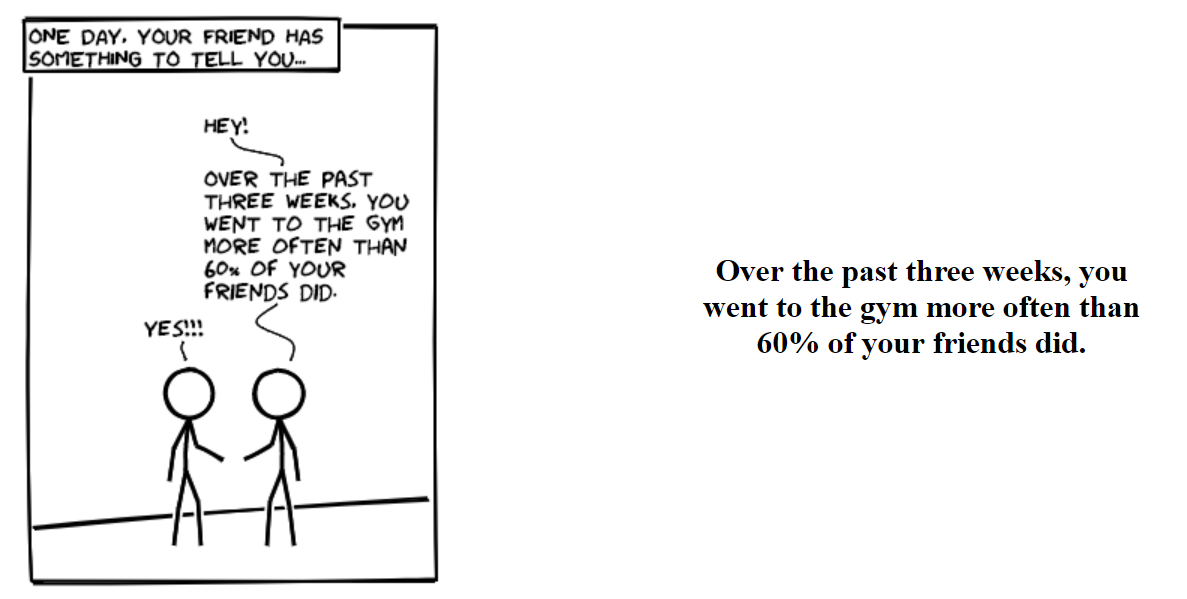 ONE DAY, YOUR FRIEND HAS
SOMETHING TO TELL YOU...
HEY!
OVER THE PAST
THREE WEEKS, YOU
WENT TO THE GYM
MORE OFTEN THAN
60% OF YOUR
FRIENDS DID.
YES!!!
Over the past three weeks, you
went to the gym more often than
60% of your friends did.